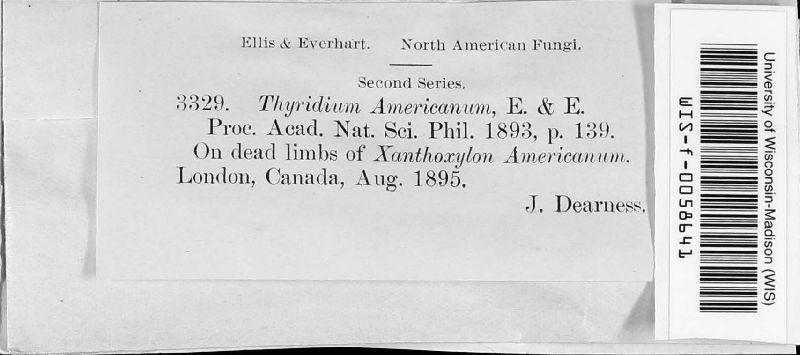 Ellis & Everhart. North American Fungi.
Second Series.
3329. Thyridium Americanum, E. & E.
Proc. Acad. Nat. Sci. Phil. 1893, p. 139.
On dead limbs of Xanthoxylon Americanum.
London, Canada, Aug. 1895.
J. Dearness.
University of Wisconsin-Madison (WIS)
WIS-f-0058641